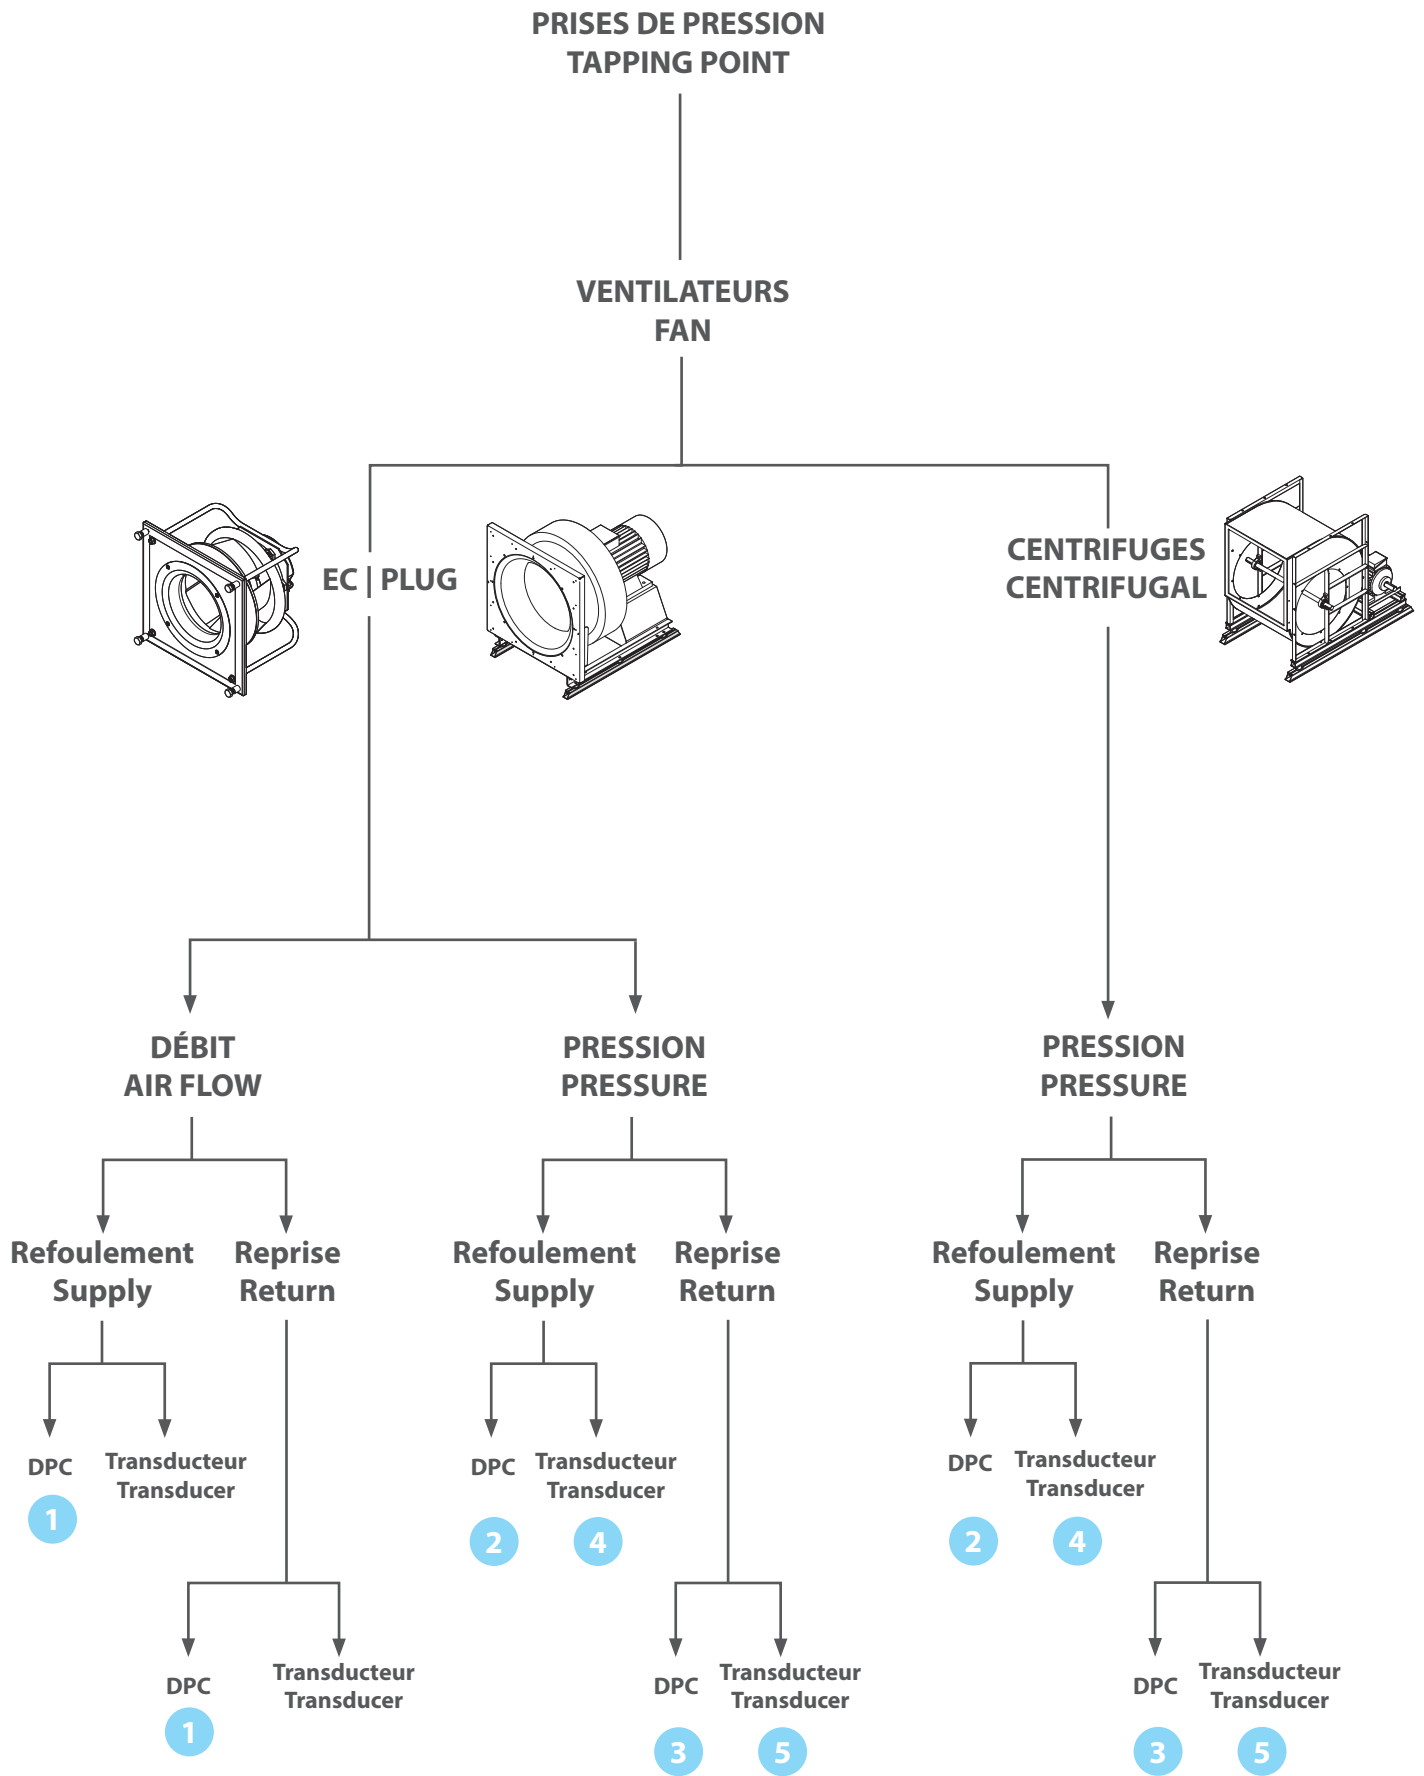 PRISES DE PRESSION
TAPPING POINT
VENTILATEURS
FAN
EC | PLUG
CENTRIFUGES
CENTRIFUGAL
DÉBIT
AIR FLOW
PRESSION
PRESSURE
PRESSION
PRESSURE
Refoulement
Supply
Reprise
Return
Refoulement
Supply
Reprise
Return
Refoulement
Supply
Reprise
Return
DPC
1
Transducteur
Transducer
DPC
2
Transducteur
Transducer
4
DPC
2
Transducteur
Transducer
4
DPC
1
Transducteur
Transducer
DPC
3
Transducteur
Transducer
5
DPC
3
Transducteur
Transducer
5